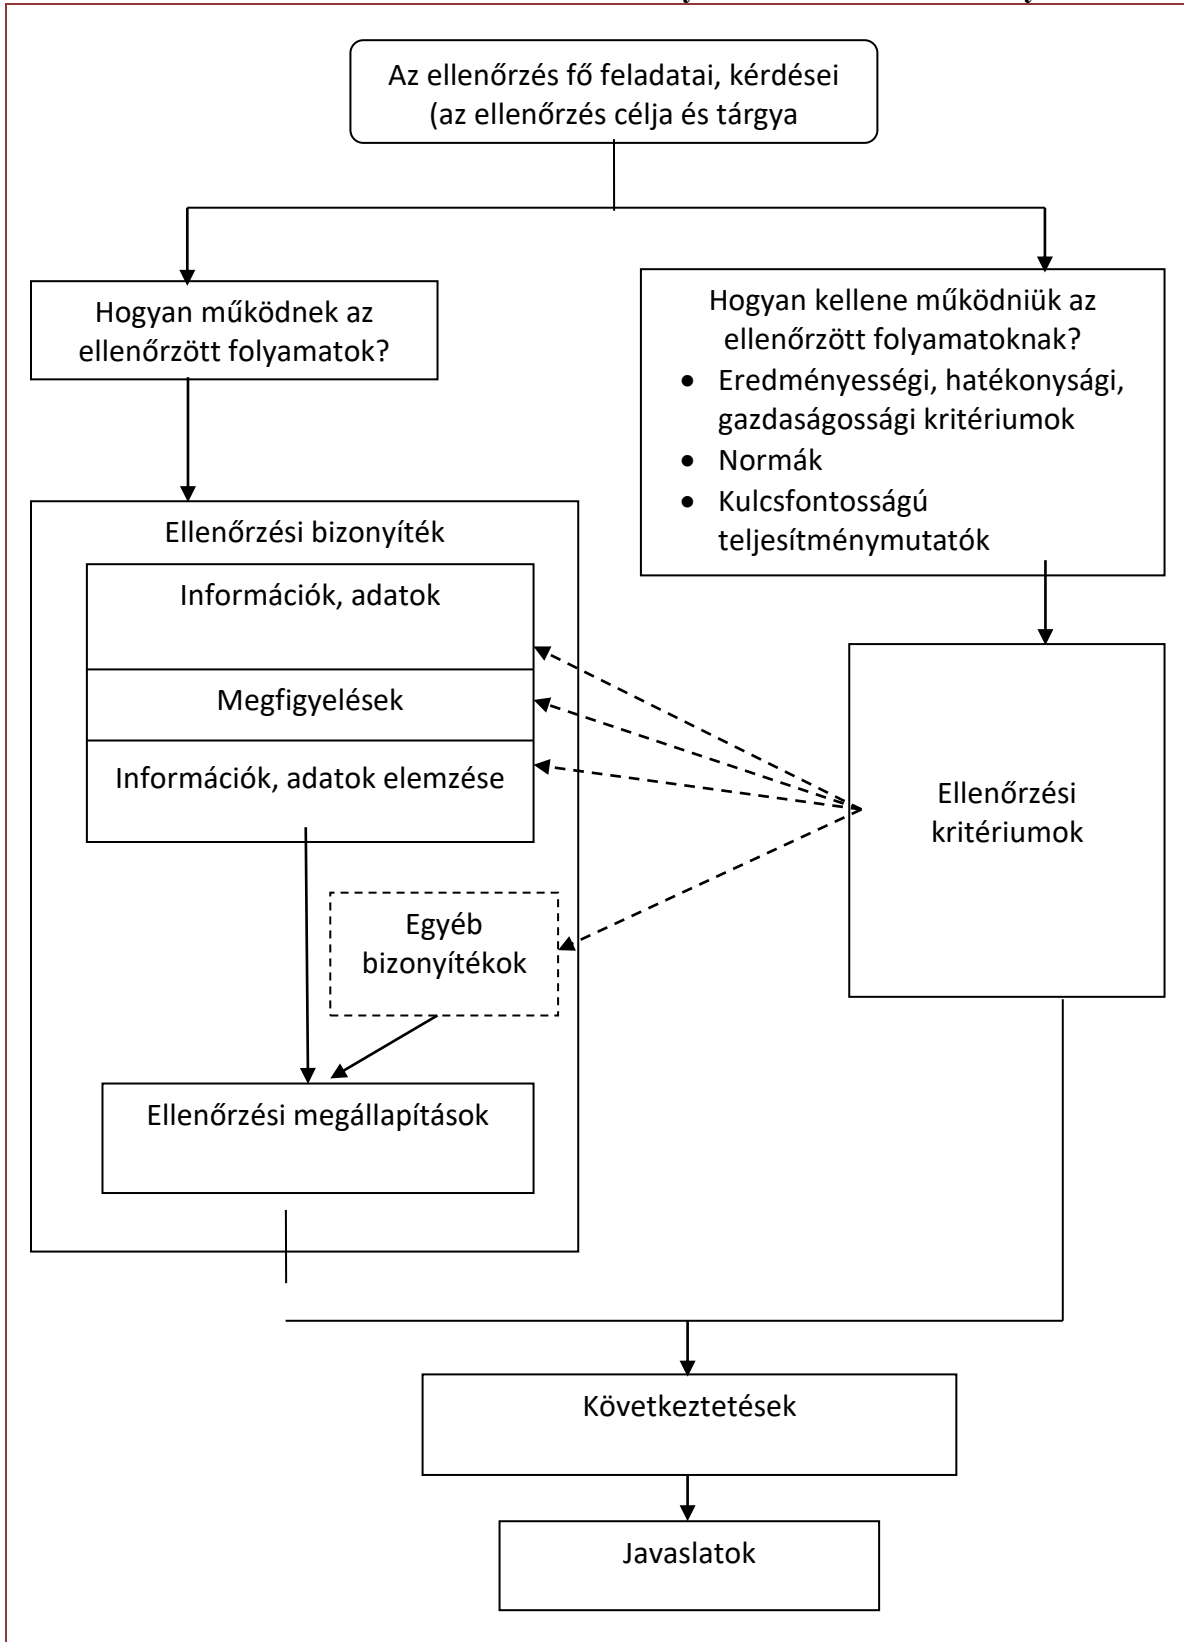 Az ellenőrzés fő feladatai, kérdései
(az ellenőrzés célja és tárgya
Hogyan működnek az
ellenőrzött folyamatok?
Hogyan kellene működniük az
ellenőrzött folyamatoknak?
• Eredményességi, hatékonysági,
gazdaságossági kritériumok
• Normák
• Kulcsfontosságú
teljesítménymutatók
Ellenőrzési bizonyíték
Információk, adatok
Megfigyelések
Információk, adatok elemzése
Ellenőrzési
kritériumok
Egyéb
bizonyítékok
Ellenőrzési megállapítások
Következtetések
Javaslatok